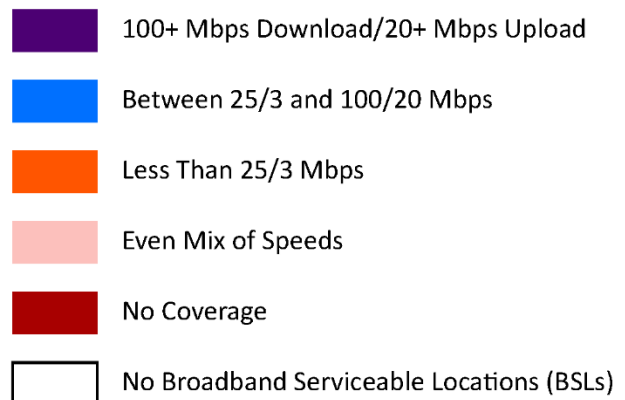 100+ Mbps Download/20+ Mbps Upload
Between 25/3 and 100/20 Mbps
Less Than 25/3 Mbps
Even Mix of Speeds
No Coverage
No Broadband Serviceable Locations (BSLs)